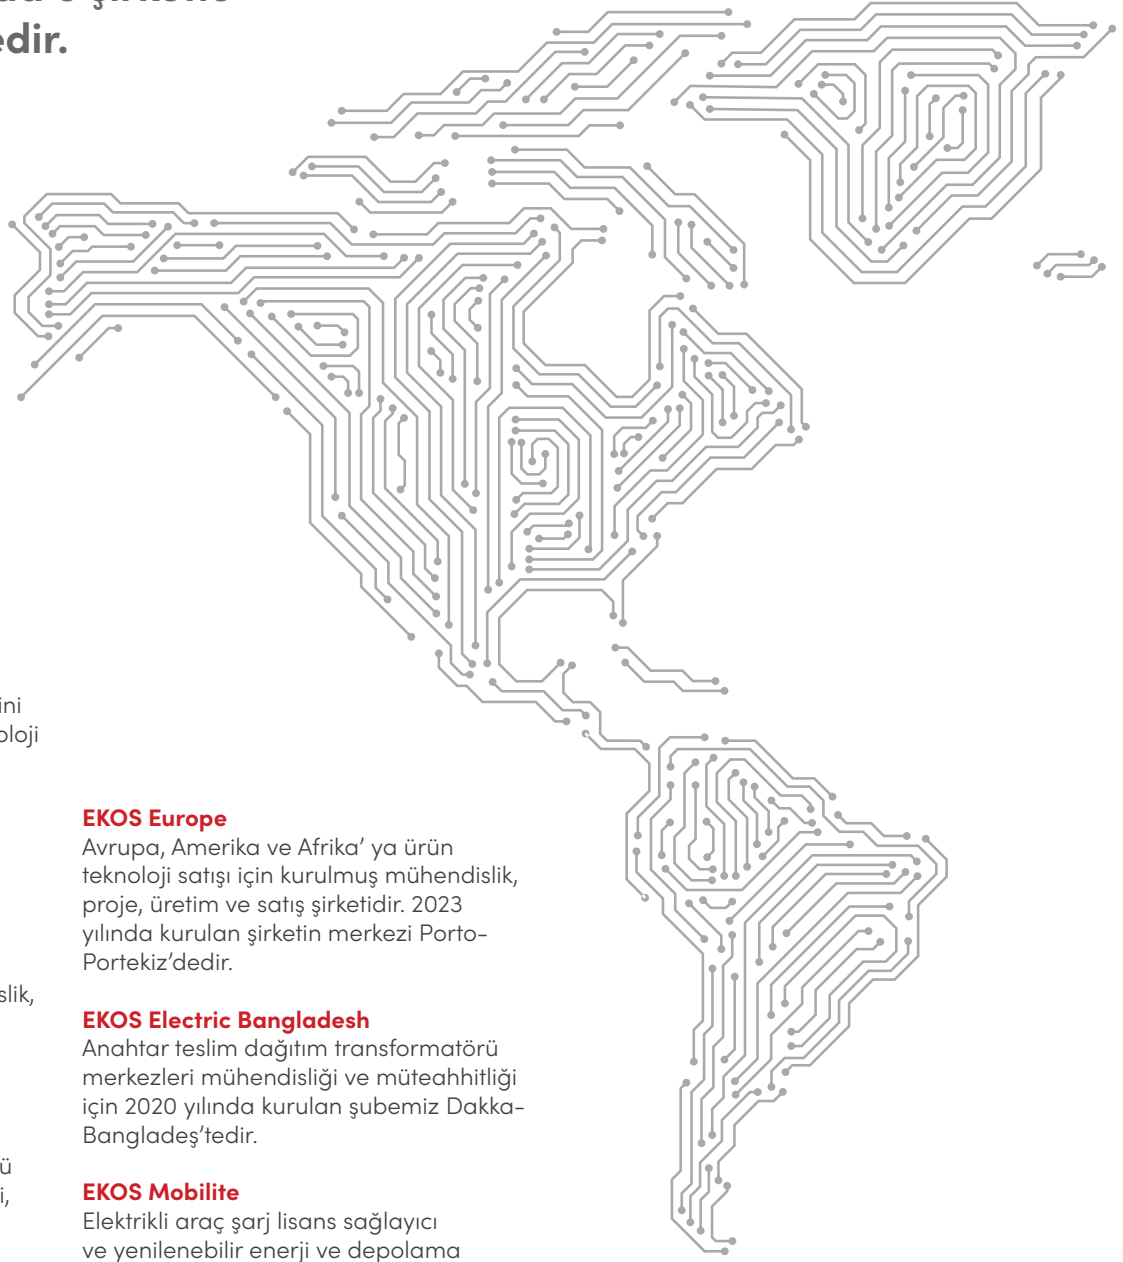 edir.
ini
oloji
EKOS Europe
Avrupa, Amerika ve Afrika’ ya ürün
teknoloji satışı için kurulmuş mühendislik,
proje, üretim ve satış şirketidir. 2023
yılında kurulan şirketin merkezi Porto-
Portekiz’dedir.
slik,
EKOS Electric Bangladesh
Anahtar teslim dağıtım transformatörü
merkezleri mühendisliği ve müteahhitliği
için 2020 yılında kurulan şubemiz Dakka-
Bangladeş’tedir.
ü
i,
EKOS Mobilite
Elektrikli araç şarj lisans sağlayıcı
ve yenilenebilir enerji ve depolama